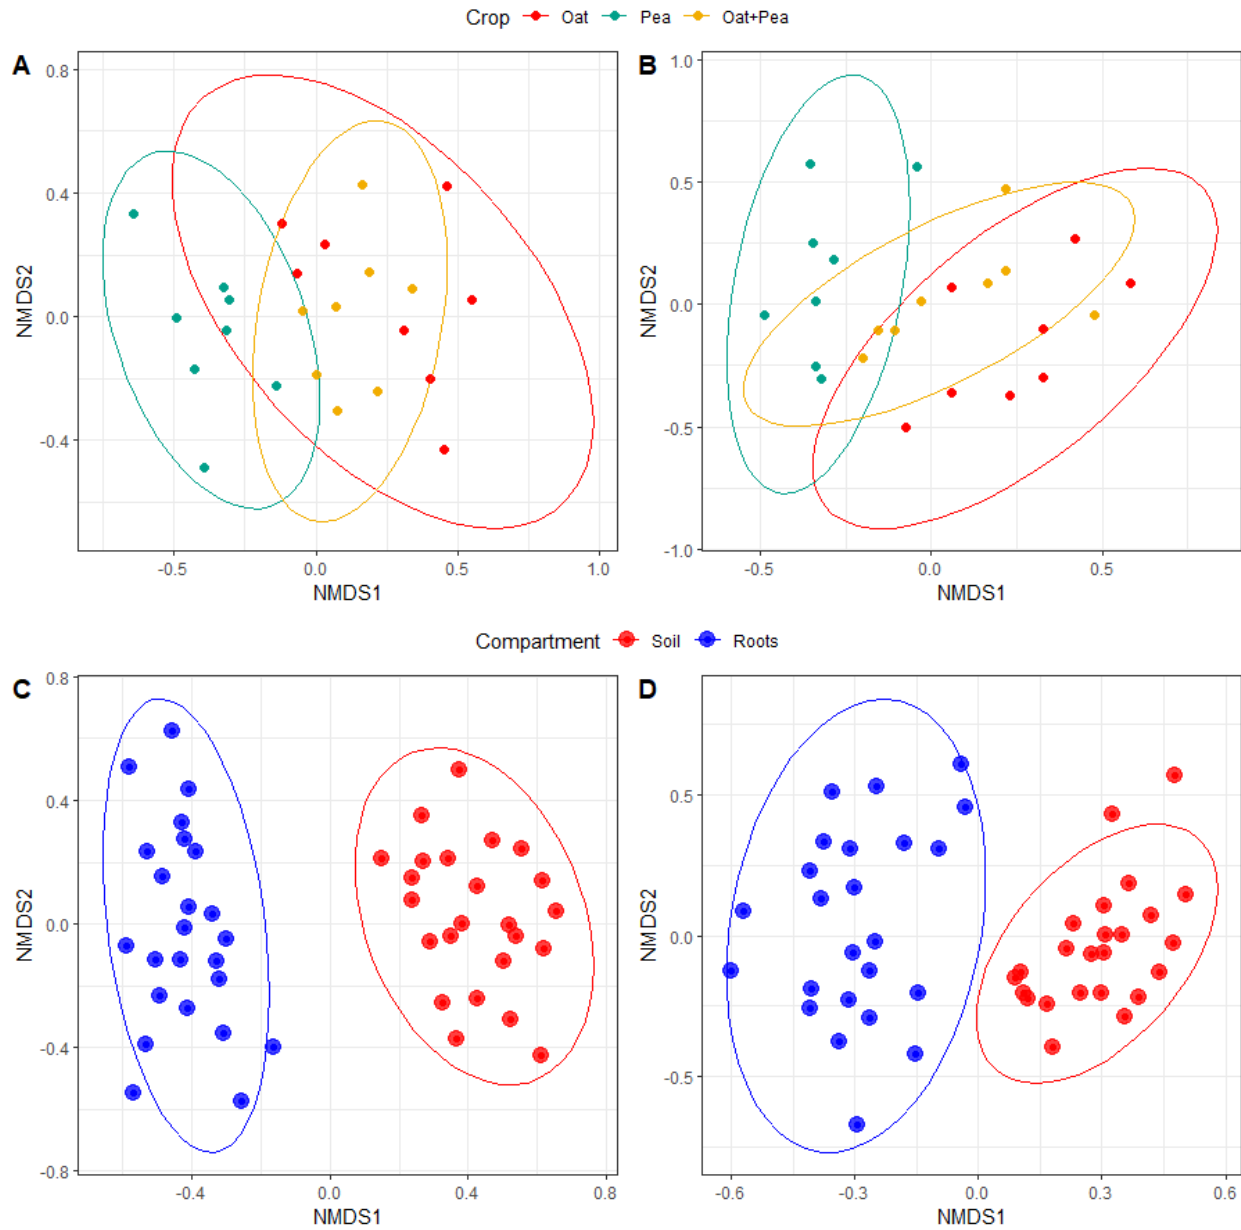 Crop Oat Pea Oat+Pea
A
B
0.8
0.4
0.0
-0.4
NMDS2
-0.5 0.0 0.5 1.0
NMDS1
1.0
0.5
0.0
-0.5
-1.0
NMDS2
-0.5 0.0 0.5
NMDS1
Compartment Soil Roots
C
D
0.8
0.4
0.0
-0.4
-0.8
NMDS2
-0.4 0.0 0.4 0.8
NMDS1
0.5
0.0
-0.5
NMDS2
-0.6 -0.3 0.0 0.3 0.6
NMDS1